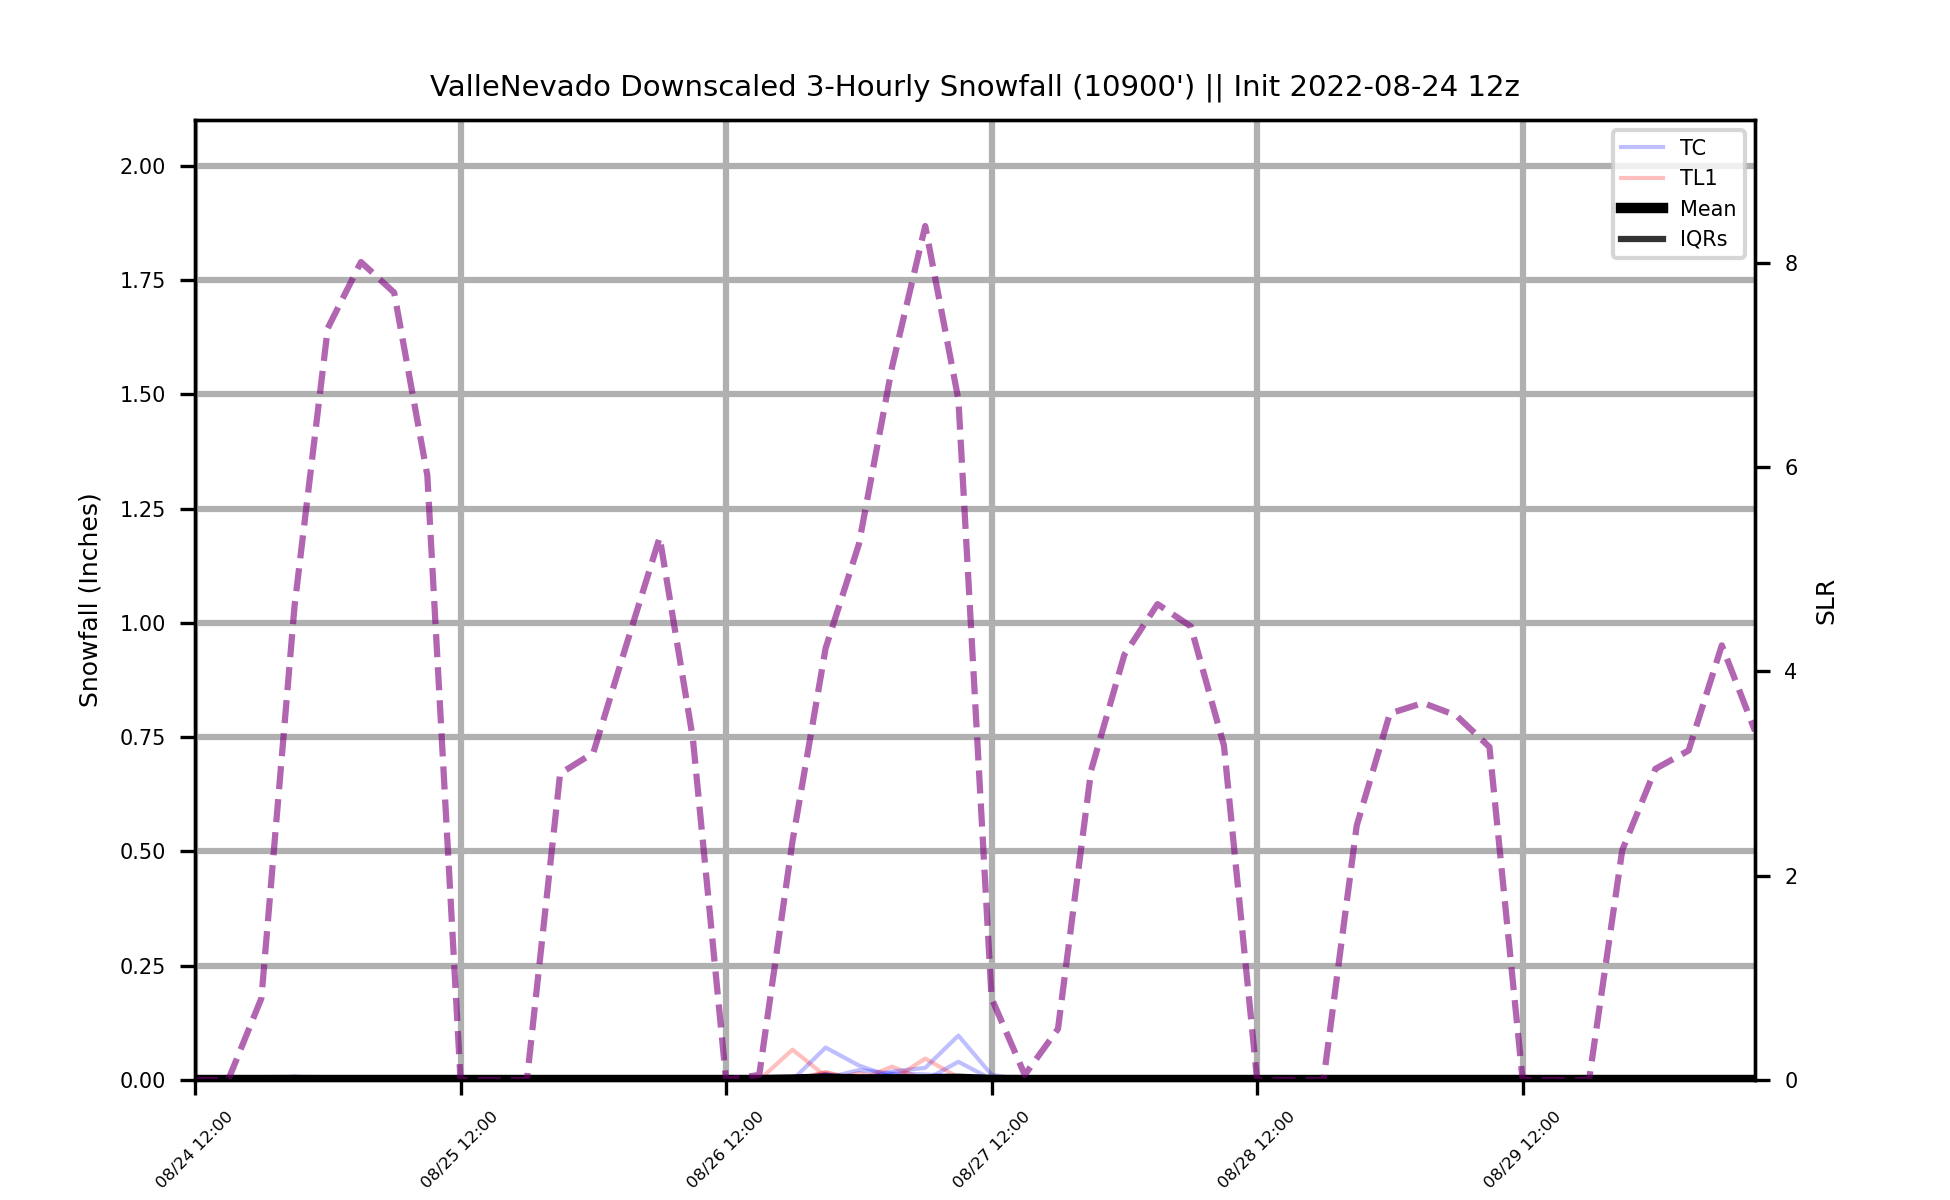 ValleNevado Downscaled 3-Hourly Snowfall (10900') || Init 2022-08-24 12z
TC
TL1
Mean
IQRs
Snowfall (Inches)
2.00
1.75
1.50
1.25
1.00
0.75
0.50
0.25
0.00
8
6
4
2
0
SLR
08/24 12:00
08/25 12:00
08/26 12:00
08/27 12:00
08/28 12:00
08/29 12:00